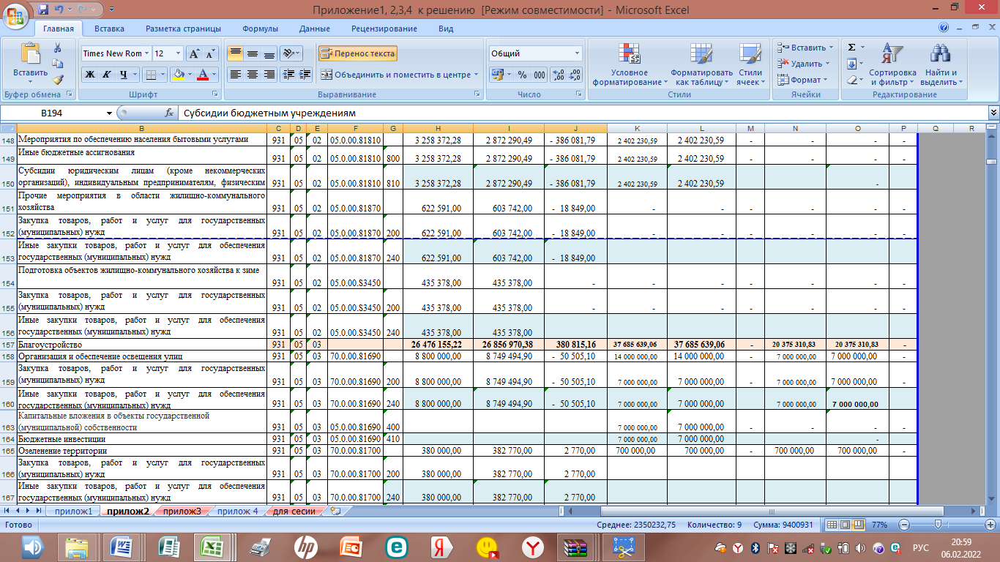 Приложение1, 2,3,4 к решению [Режим совместимости] - Microsoft Excel
Главная Вставка Разметка страницы Формулы Данные Рецензирование Вид
Вставить Times New Rom 12 Перенос текста Общий Условное форматирование Форматировать как таблицу Стили ячеек Вставить Удалить Формат Сортировка и фильтр Найти и выделить
Ж К Ч Объединить и поместить в центре % 000
Буфер обмена Шрифт Выравнивание Число Стили Ячейки Редактирование
B194 fx Субсидии бюджетным учреждениям
B C D E F G H I J K L M N O P Q R
148 Мероприятия по обеспечению населения бытовыми услугами 931 05 02 05.0.00.81810 3 258 372,28 2 872 290,49 - 386 081,79 2 402 230,59 2 402 230,59 - - - -
149 Иные бюджетные ассигнования 931 05 02 05.0.00.81810 800 3 258 372,28 2 872 290,49 - 386 081,79 2 402 230,59 2 402 230,59 - - - -
Субсидии юридическим лицам (кроме некоммерческих
150 организаций), индивидуальным предпринимателям, физическим 931 05 02 05.0.00.81810 810 3 258 372,28 2 872 290,49 - 386 081,79 2 402 230,59 2 402 230,59 -
Прочие мероприятия в области жилищно-коммунального
151 хозяйства 931 05 02 05.0.00.81870 622 591,00 603 742,00 - 18 849,00 - - - - - -
Закупка товаров, работ и услуг для государственных
152 (муниципальных) нужд 931 05 02 05.0.00.81870 200 622 591,00 603 742,00 - 18 849,00 - - - - - -
Иные закупки товаров, работ и услуг для обеспечения
153 государственных (муниципальных) нужд 931 05 02 05.0.00.81870 240 622 591,00 603 742,00 - 18 849,00
154 Подготовка объектов жилищно-коммунального хозяйства к зиме 931 05 02 05.0.00.S3450 435 378,00 435 378,00 - - - - - - -
Закупка товаров, работ и услуг для государственных
155 (муниципальных) нужд 931 05 02 05.0.00.S3450 200 435 378,00 435 378,00 - - - - - - -
Иные закупки товаров, работ и услуг для обеспечения
156 государственных (муниципальных) нужд 931 05 02 05.0.00.S3450 240 435 378,00 435 378,00
157 Благоустройство 931 05 03 26 476 155,22 26 856 970,38 380 815,16 37 685 639,06 37 685 639,06 - 20 375 310,83 20 375 310,83 -
158 Организация и обеспечение освещения улиц 931 05 03 70.0.00.81690 8 800 000,00 8 749 494,90 - 50 505,10 14 000 000,00 14 000 000,00 - 7 000 000,00 7 000 000,00 -
Закупка товаров, работ и услуг для государственных
159 (муниципальных) нужд 931 05 03 70.0.00.81690 200 8 800 000,00 8 749 494,90 - 50 505,10 7 000 000,00 7 000 000,00 - 7 000 000,00 7 000 000,00 -
Иные закупки товаров, работ и услуг для обеспечения
160 государственных (муниципальных) нужд 931 05 03 70.0.00.81690 240 8 800 000,00 8 749 494,90 - 50 505,10 7 000 000,00 7 000 000,00 7 000 000,00 7 000 000,00
Капитальные вложения в объекты государственной
163 (муниципальной) собственности 931 05 03 05.0.00.81690 400 7 000 000,00 7 000 000,00 - - - -
164 Бюджетные инвестиции 931 05 03 05.0.00.81690 410 7 000 000,00 7 000 000,00 -
165 Озеленение территории 931 05 03 70.0.00.81700 380 000,00 382 770,00 2 770,00 700 000,00 700 000,00 - 700 000,00 700 000,00 -
Закупка товаров, работ и услуг для государственных
166 (муниципальных) нужд 931 05 03 70.0.00.81700 200 380 000,00 382 770,00 2 770,00
Иные закупки товаров, работ и услуг для обеспечения
167 государственных (муниципальных) нужд 931 05 03 70.0.00.81700 240 380 000,00 382 770,00 2 770,00
прилож1 прилож2 прилож3 прилож 4 для сесии
Готово Среднее: 2350232,75 Количество: 9 Сумма: 9400931 77%
РУС 20:59
06.02.2022